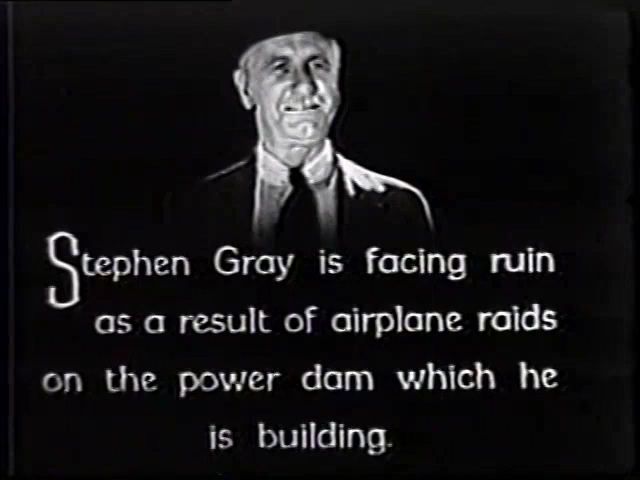 Stephen Gray is facing ruin
as a result of airplane raids
on the power dam which he
is building.